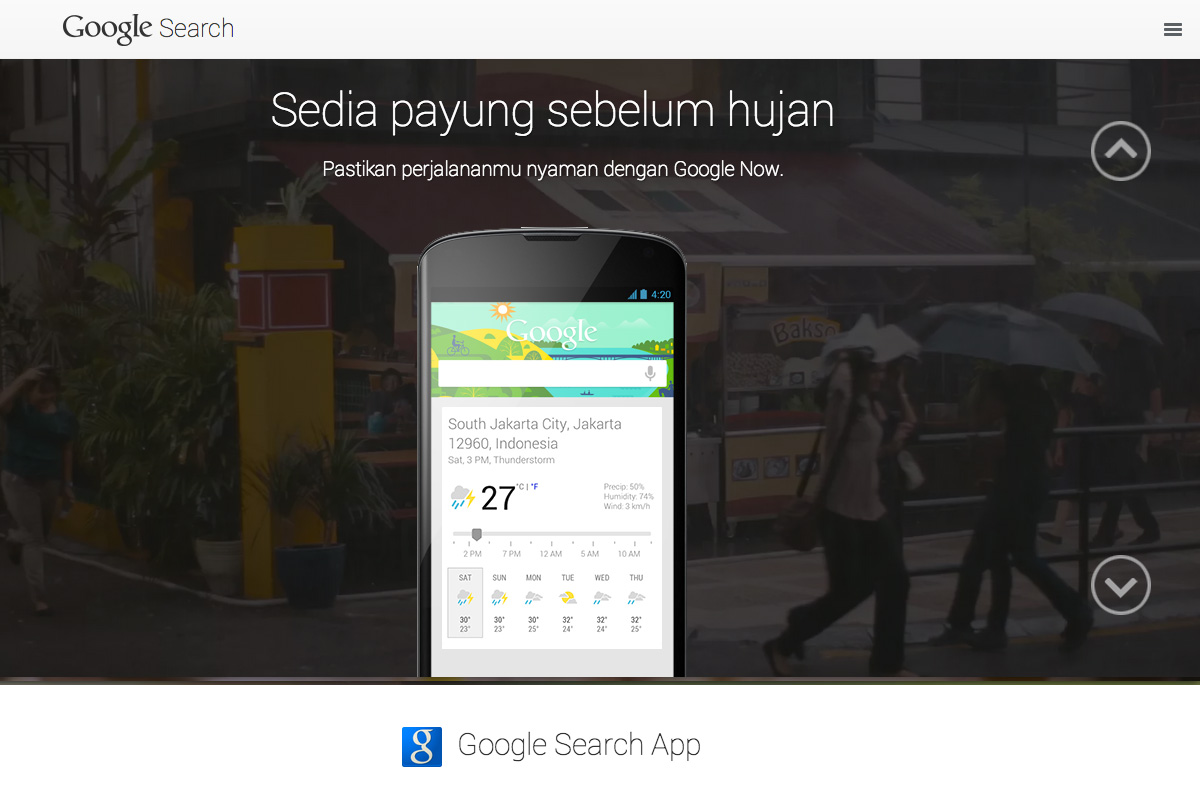 Google Search
Sedia payung sebelum hujan
Pastikan perjalananmu nyaman dengan Google Now.
4:20
Google
Bakso
South Jakarta City, Jakarta
12960, Indonesia
Sat, 3 PM, Thunderstorm
27 °C | °F
Precip: 50%
Humidity: 74%
Wind: 3 km/h
2 PM 7 PM 12 AM 5 AM 10 AM
SAT SUN MON TUE WED THU
30° 30° 30° 32° 32° 32°
23° 23° 25° 24° 24° 25°
g Google Search App